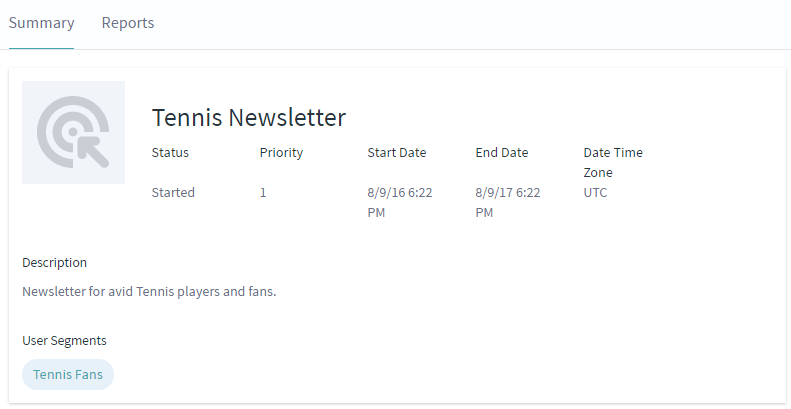 Summary Reports
Tennis Newsletter
Status Priority Start Date End Date Date Time
Zone
Started 1 8/9/16 6:22 8/9/17 6:22 UTC
PM PM
Description
Newsletter for avid Tennis players and fans.
User Segments
Tennis Fans